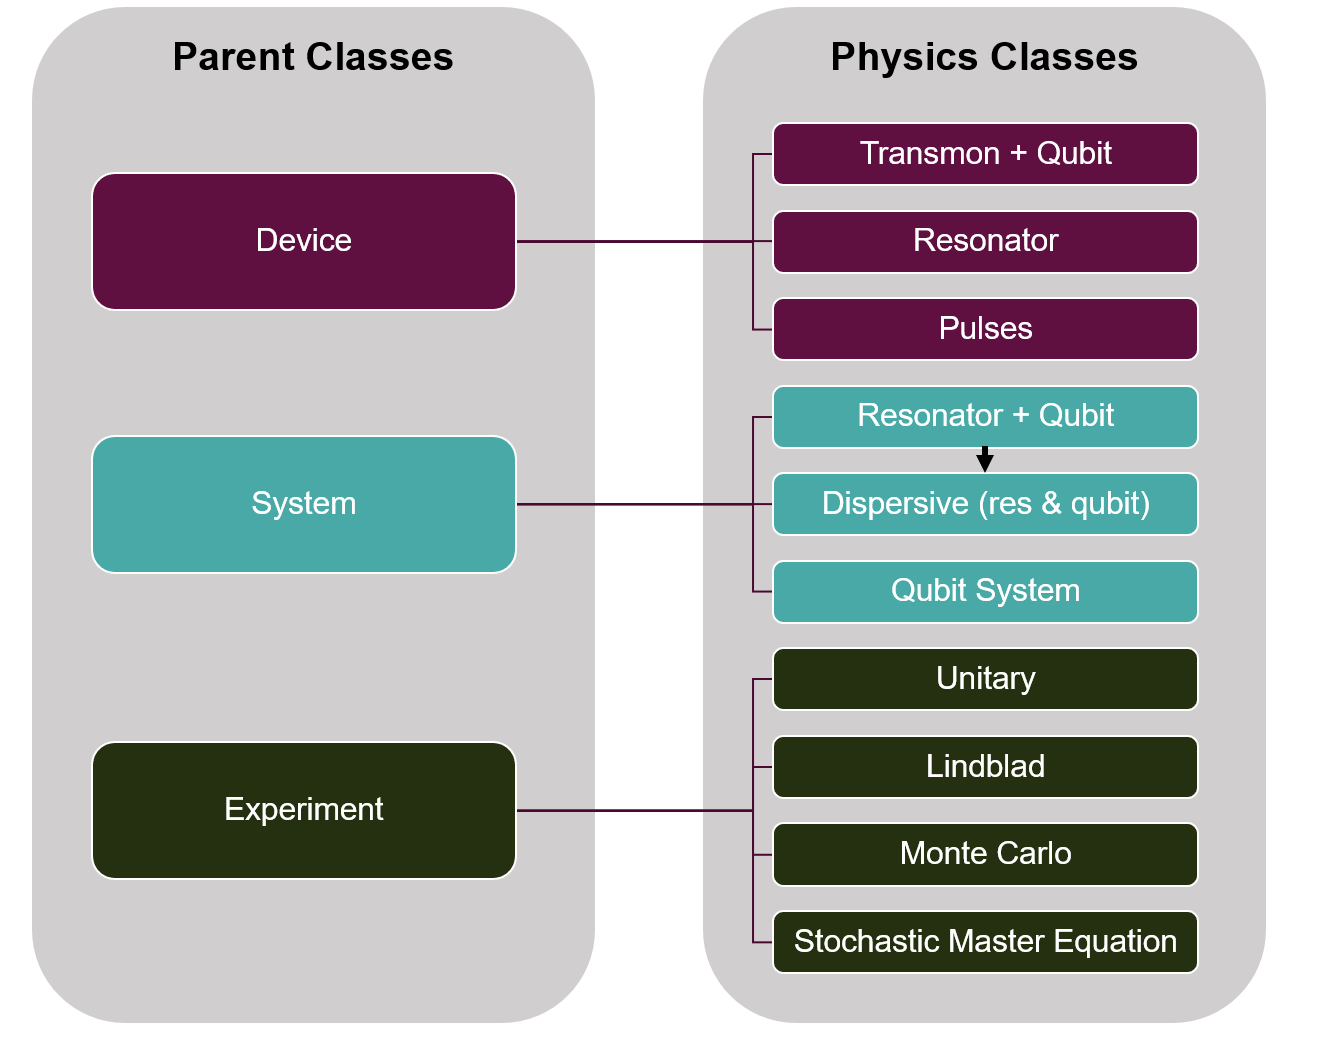 Parent Classes
Device
System
Experiment
Physics Classes
Transmon + Qubit
Resonator
Pulses
Resonator + Qubit
Dispersive (res & qubit)
Qubit System
Unitary
Lindblad
Monte Carlo
Stochastic Master Equation